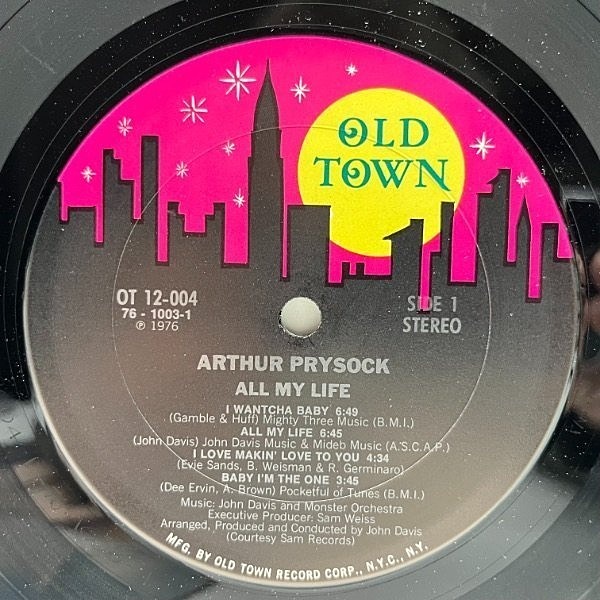 OLD
TOWN
OT 12-004
76 - 1003-1
℗ 1976
SIDE 1
STEREO
ARTHUR PRYSOCK
ALL MY LIFE
I WANTCHA BABY 6:49
(Gamble & Huff) Mighty Three Music (B.M.I.)
ALL MY LIFE 6:45
(John Davis) John Davis Music & Mideb Music (A.S.C.A.P.)
I LOVE MAKIN' LOVE TO YOU 4:34
(Evie Sands, B. Weisman & R. Germinaro)
BABY I'M THE ONE 3:45
(Dee Ervin, A. Brown) Pocketful of Tunes (B.M.I.)
Music: John Davis and Monster Orchestra
Executive Producer: Sam Weiss
Arranged, Produced and Conducted by John Davis
(Courtesy Sam Records)
MFG. BY OLD TOWN RECORD CORP., N.Y.C., N.Y.